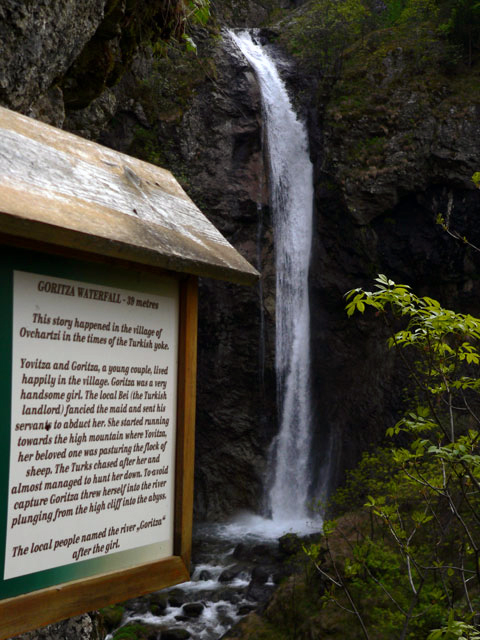 GORITZA WATERFALL - 39 metres
This story happened in the village of
Ovchartzi in the times of the Turkish yoke.
Yovitza and Goritza, a young couple, lived
happily in the village. Goritza was a very
handsome girl. The local Bei (the Turkish
landlord) fancied the maid and sent his
servant to abduct her. She started running
towards the high mountain where Yovitza,
her beloved one was pasturing the flock of
sheep. The Turks chased after her and
almost managed to hunt her down. To avoid
capture Goritza threw herself into the river
plunging from the high cliff into the abyss.
The local people named the river „Goritza“
after the girl.